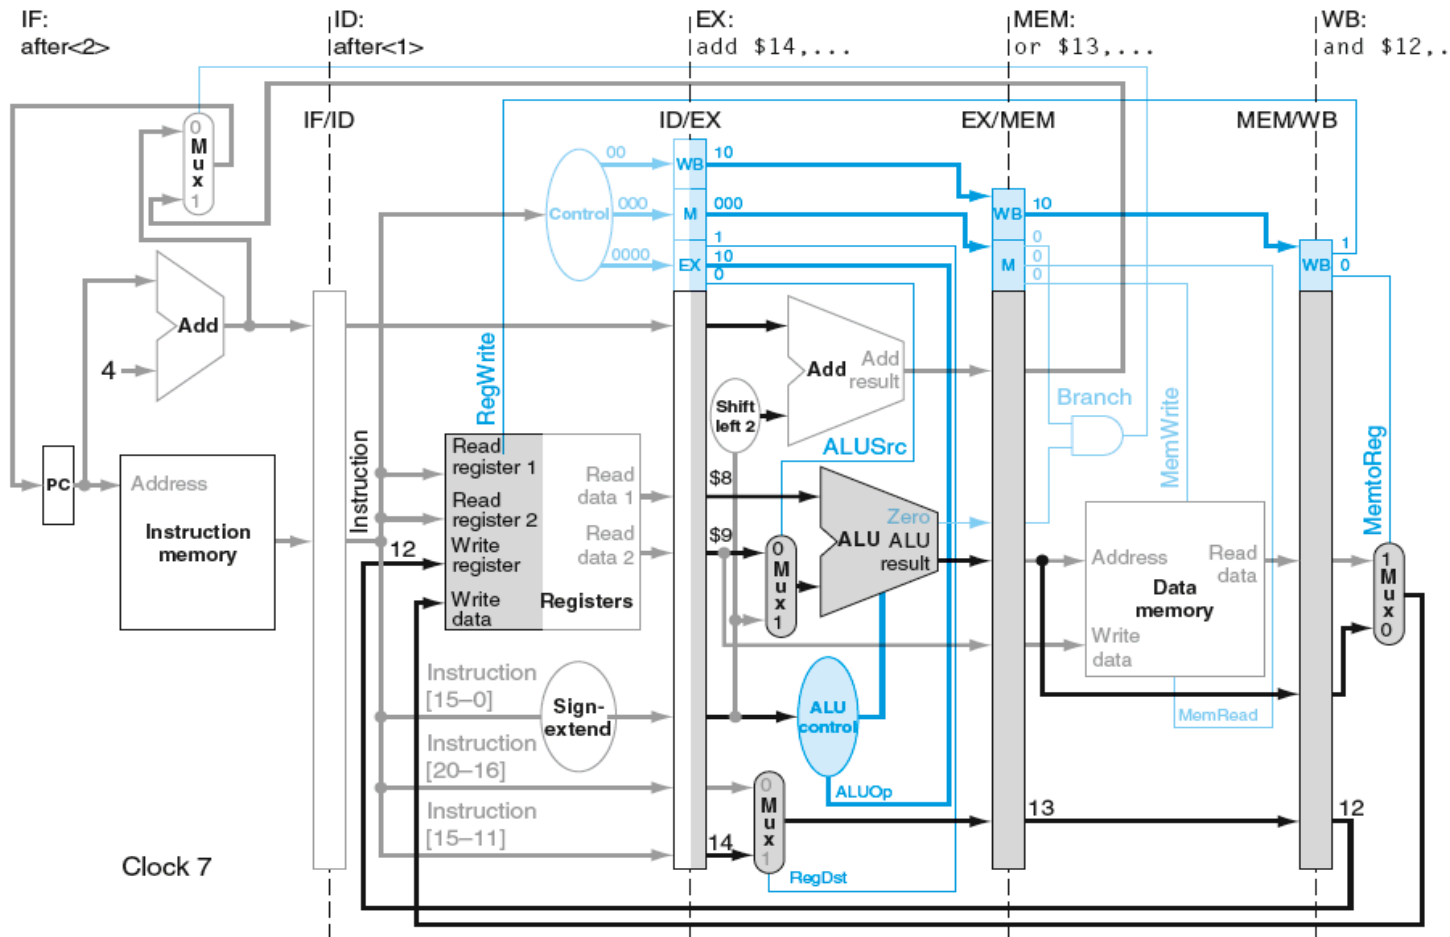 IF:
after<2>
ID:
after<1>
EX:
add $14,...
MEM:
or $13,...
WB:
and $12,..
IF/ID
ID/EX
EX/MEM
MEM/WB
0
Mux
1
00
WB
10
Control
000
M
000
0000
EX
1
10
0
WB
10
M
0
0
0
WB
1
0
Add
4
RegWrite
Add
Add
result
Shift
left 2
Branch
ALUSrc
MemWrite
MemtoReg
PC
Address
Instruction
memory
Instruction
Read
register 1
Read
register 2
Write
register
Write
data
Registers
Read
data 1
Read
data 2
12
$8
$9
0
Mux
1
Zero
ALU
ALU
result
Address
Read
data
Data
memory
Write
data
1
Mux
0
Instruction
[15–0]
Sign-
extend
ALU
control
MemRead
Instruction
[20–16]
ALUOp
Instruction
[15–11]
14
0
Mux
1
13
12
RegDst
Clock 7